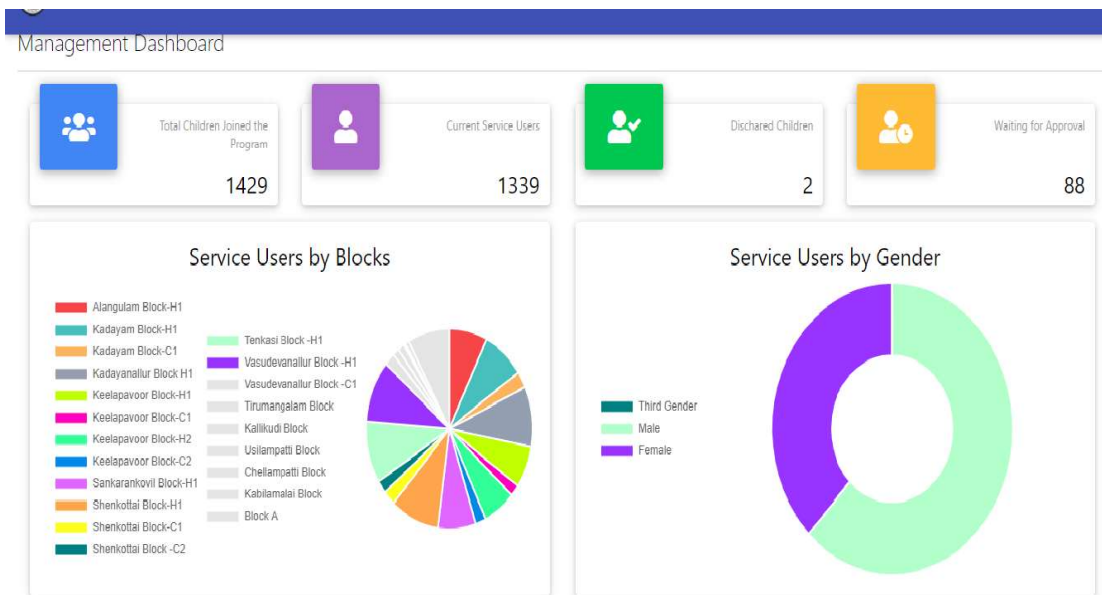 Management Dashboard
Total Children Joined the
Program
1429
Current Service Users
1339
Dischared Children
2
Waiting for Approval
88
Service Users by Blocks
Alangulam Block-H1
Kadayam Block-H1
Kadayam Block-C1
Kadayanallur Block H1
Keelapavoor Block-H1
Keelapavoor Block-C1
Keelapavoor Block-H2
Keelapavoor Block-C2
Sankarankovil Block-H1
Shenkottai Block-H1
Shenkottai Block-C1
Shenkottai Block -C2
Tenkasi Block -H1
Vasudevanallur Block -H1
Vasudevanallur Block -C1
Tirumangalam Block
Kallikudi Block
Usilampatti Block
Chellampatti Block
Kabilamalai Block
Block A
Service Users by Gender
Third Gender
Male
Female